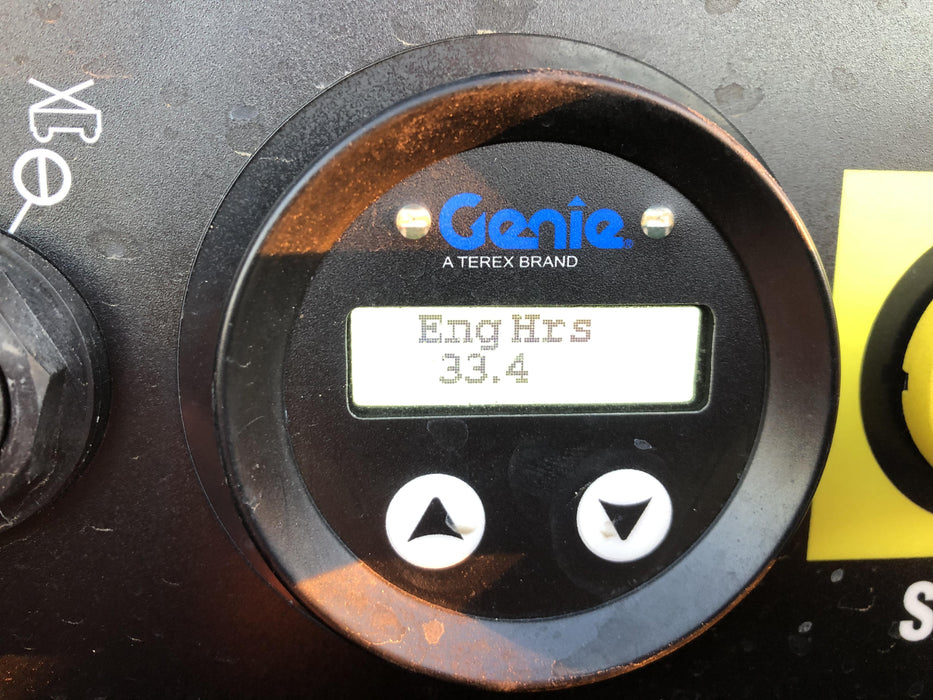 Genie®
A TEREX BRAND
Eng Hrs
33.4
S